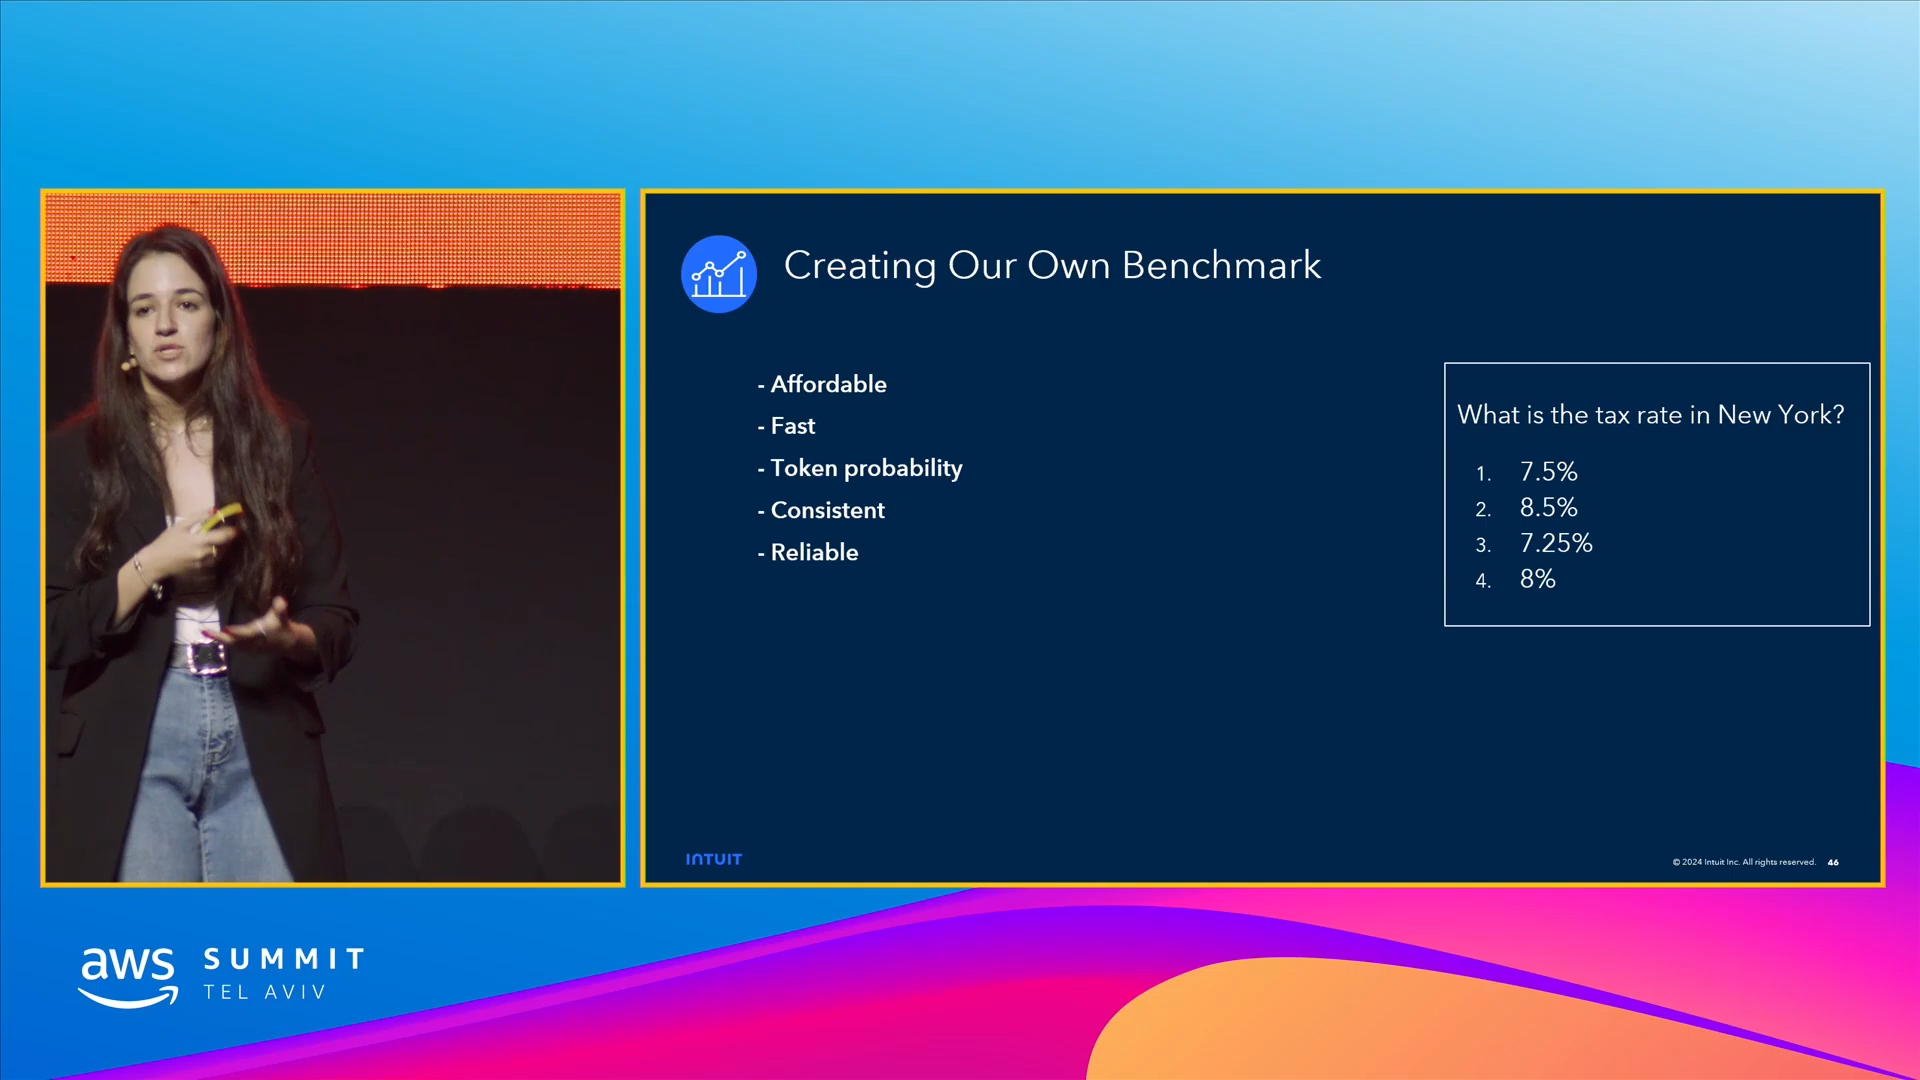 Creating Our Own Benchmark
- Affordable
- Fast
- Token probability
- Consistent
- Reliable
What is the tax rate in New York?
1. 7.5%
2. 8.5%
3. 7.25%
4. 8%
INTUIT
© 2024 Intuit Inc. All rights reserved. 46
aws SUMMIT
TEL AVIV